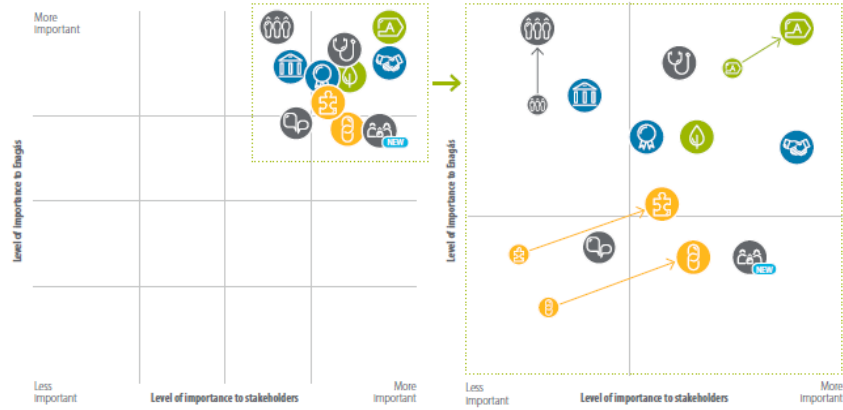 More
important
Level of importance to Enagás
NEW
Less
important
Level of importance to stakeholders
More
important
A
A
Level of importance to Enagás
NEW
Less
important
Level of importance to stakeholders
More
important
A